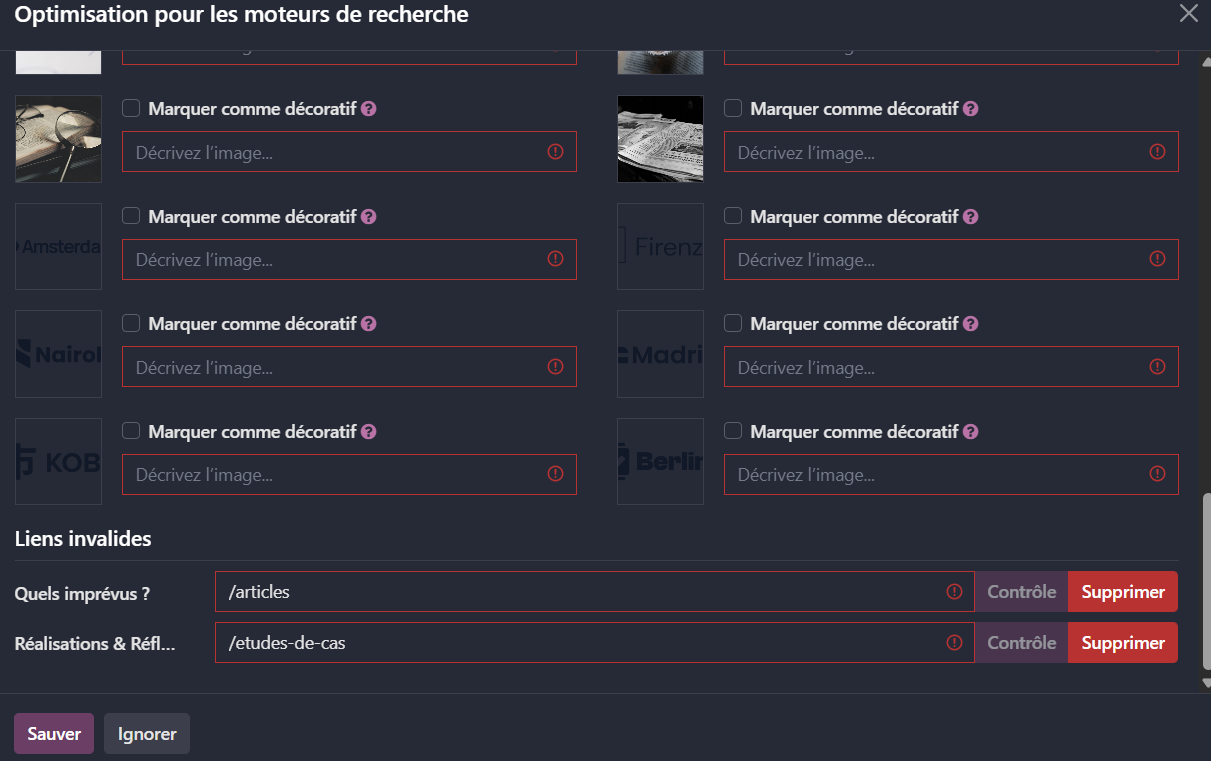 Optimisation pour les moteurs de recherche
Marquer comme décoratif ? Marquer comme décoratif ?
Décrivez l’image... Décrivez l’image...
Marquer comme décoratif ? Marquer comme décoratif ?
Amsterda Décrivez l’image... Firenz Décrivez l’image...
Marquer comme décoratif ? Marquer comme décoratif ?
Nairol Décrivez l’image... Madri Décrivez l’image...
Marquer comme décoratif ? Marquer comme décoratif ?
KOB Décrivez l’image... Berlin Décrivez l’image...
Liens invalides
Quels imprévus ? /articles Contrôle Supprimer
Réalisations & Réfl... /etudes-de-cas Contrôle Supprimer
Sauver Ignorer